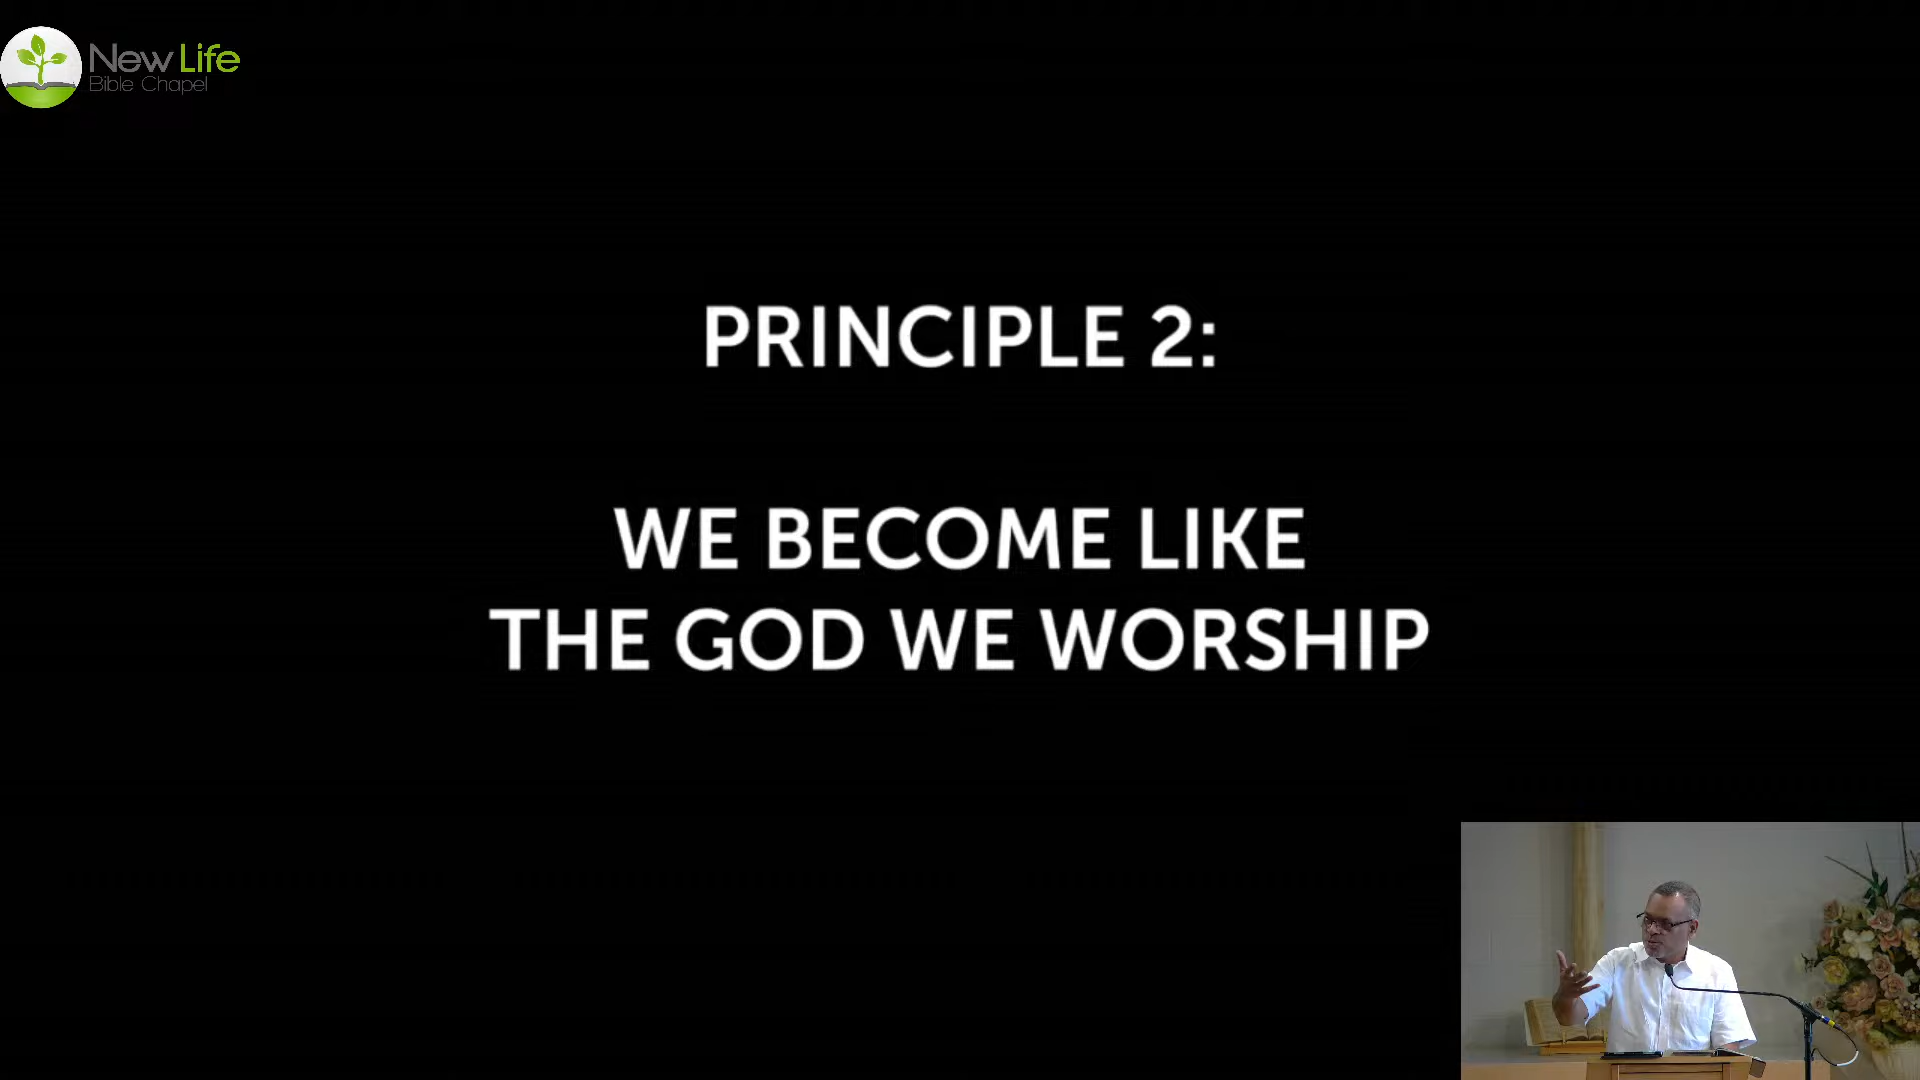 New Life
Bible Chapel
PRINCIPLE 2:
WE BECOME LIKE
THE GOD WE WORSHIP